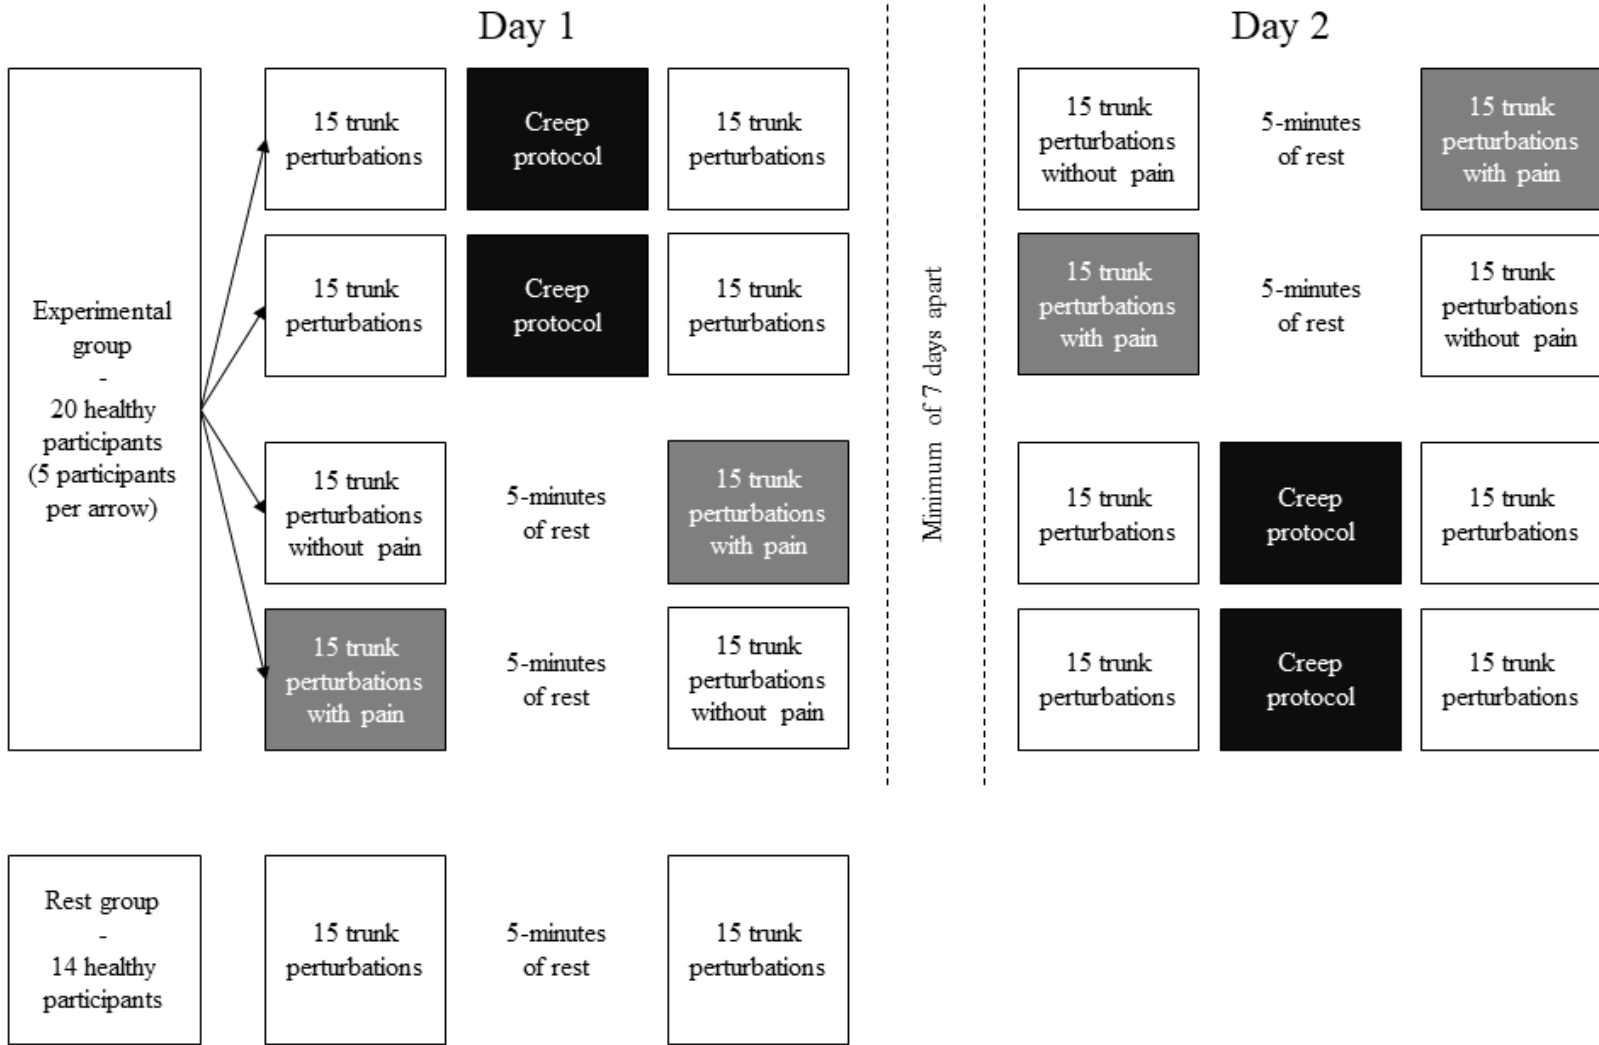 Day 1
Day 2
Experimental
group
-
20 healthy
participants
(5 participants
per arrow)
15 trunk
perturbations
Creep
protocol
15 trunk
perturbations
15 trunk
perturbations
without pain
5-minutes
of rest
15 trunk
perturbations
with pain
15 trunk
perturbations
Creep
protocol
15 trunk
perturbations
15 trunk
perturbations
with pain
5-minutes
of rest
15 trunk
perturbations
without pain
Minimum of 7 days apart
15 trunk
perturbations
without pain
5-minutes
of rest
15 trunk
perturbations
with pain
15 trunk
perturbations
Creep
protocol
15 trunk
perturbations
15 trunk
perturbations
with pain
5-minutes
of rest
15 trunk
perturbations
without pain
15 trunk
perturbations
Creep
protocol
15 trunk
perturbations
Rest group
-
14 healthy
participants
15 trunk
perturbations
5-minutes
of rest
15 trunk
perturbations